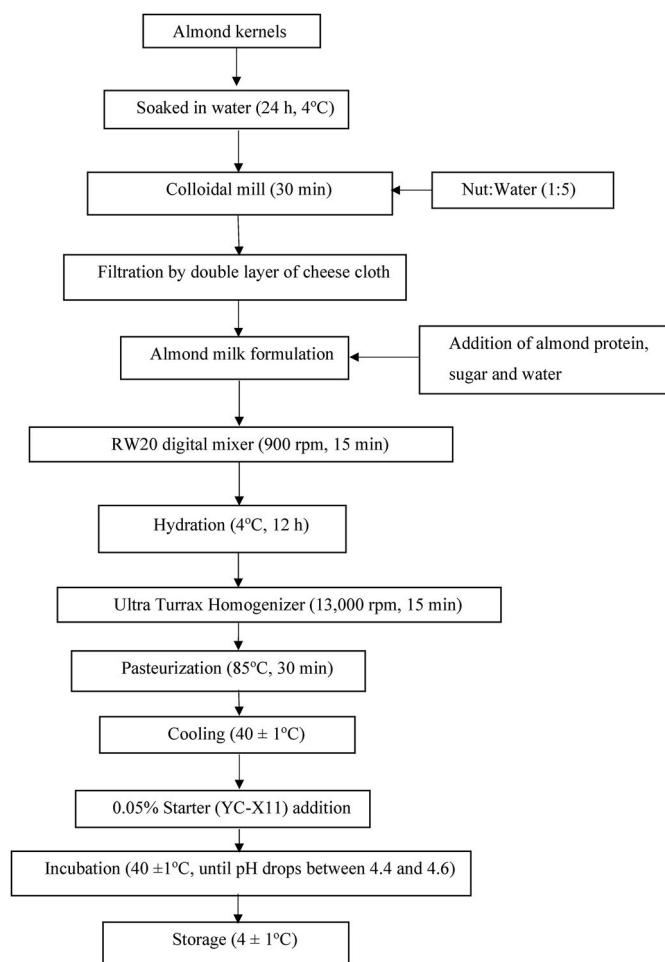 Almond kernels
Soaked in water (24 h, 4ºC)
Colloidal mill (30 min)
Nut:Water (1:5)
Filtration by double layer of cheese cloth
Almond milk formulation
Addition of almond protein,
sugar and water
RW20 digital mixer (900 rpm, 15 min)
Hydration (4ºC, 12 h)
Ultra Turrax Homogenizer (13,000 rpm, 15 min)
Pasteurization (85ºC, 30 min)
Cooling (40 ± 1ºC)
0.05% Starter (YC-X11) addition
Incubation (40 ±1ºC, until pH drops between 4.4 and 4.6)
Storage (4 ± 1ºC)